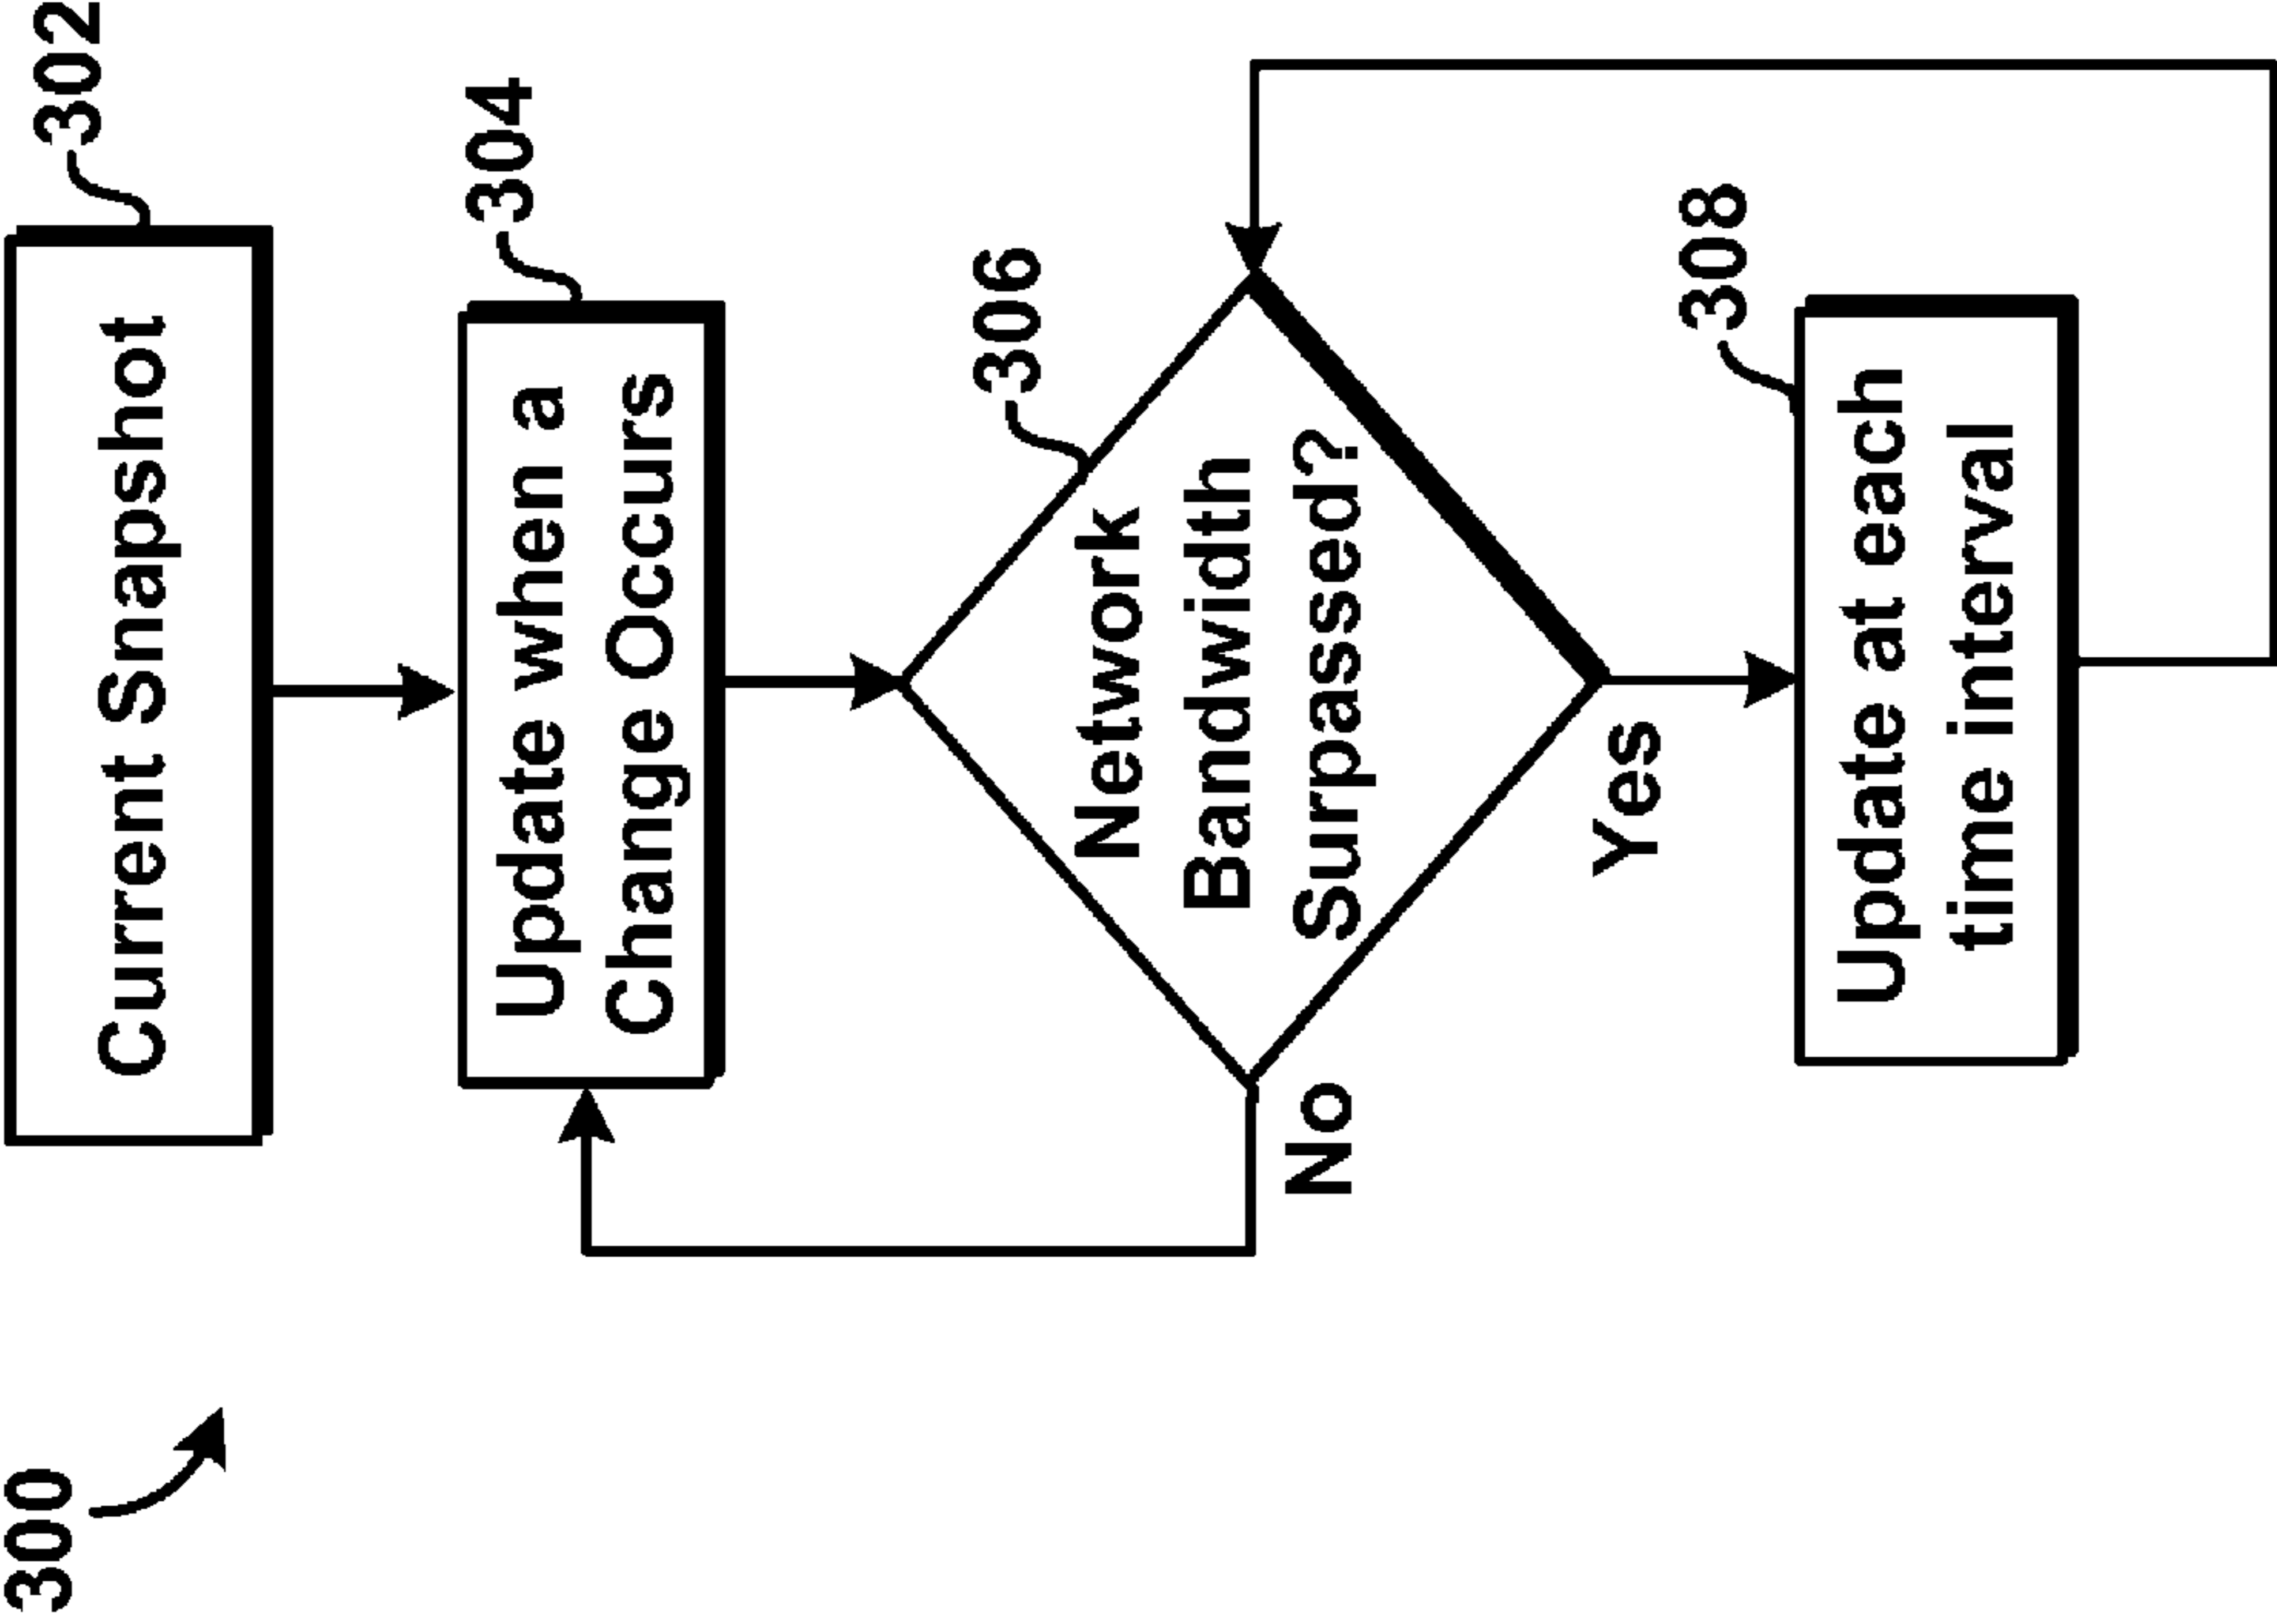 300
Current Snapshot
302
Update when a
Change Occurs
304
Network
Bandwidth
Surpassed?
306
No
Yes
Update at each
time interval
308